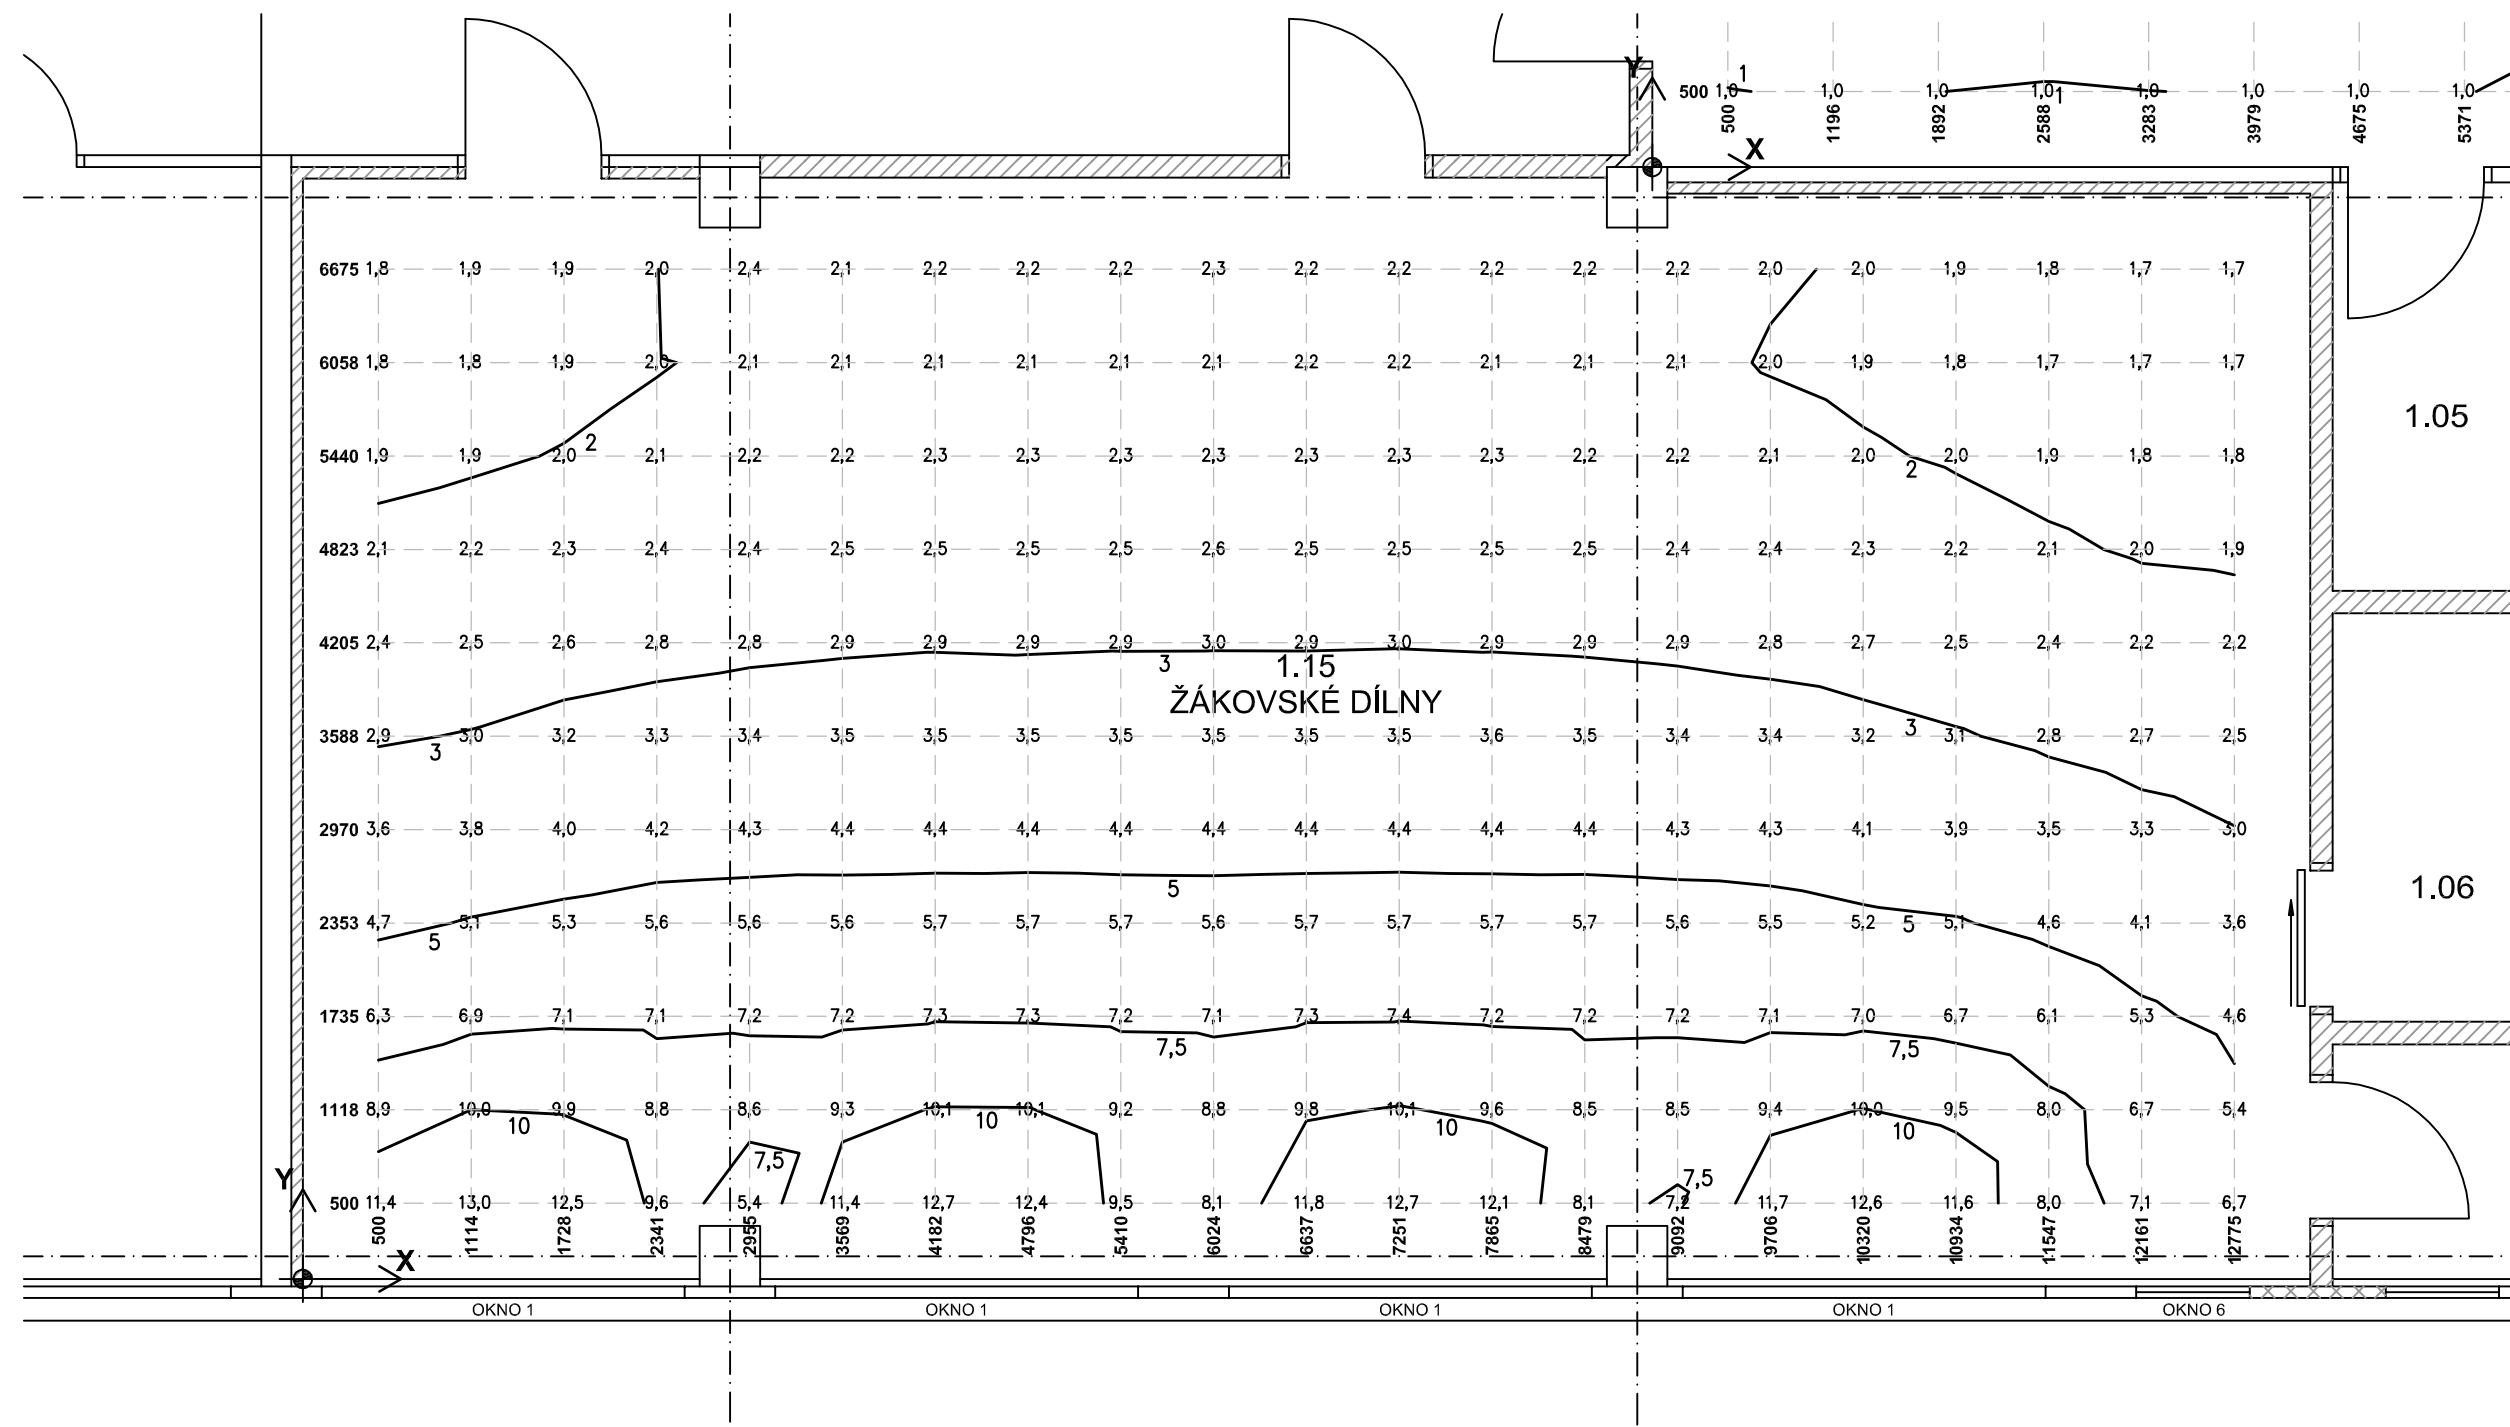 Y
1
500 1,0 1,0 1,0 1,0 1,0 1,0 1,0 1,0
1
500 1196 1892 2588 3283 3979 4675 5371
X
6675 1,8 1,9 1,9 2,0 2,4 2,1 2,2 2,2 2,2 2,3 2,2 2,2 2,2 2,2 2,2 2,0 2,0 1,9 1,8 1,7 1,7
6058 1,8 1,8 1,9 2,0 2,1 2,1 2,1 2,1 2,1 2,1 2,2 2,2 2,1 2,1 2,1 2,0 1,9 1,8 1,7 1,7 1,7
1.05
2
5440 1,9 1,9 2,0 2,1 2,2 2,2 2,3 2,3 2,3 2,3 2,3 2,3 2,3 2,2 2,2 2,1 2,0 2,0 1,9 1,8 1,8
2
4823 2,1 2,2 2,3 2,4 2,4 2,5 2,5 2,5 2,5 2,6 2,5 2,5 2,5 2,5 2,4 2,4 2,3 2,2 2,1 2,0 1,9
4205 2,4 2,5 2,6 2,8 2,8 2,9 2,9 2,9 2,9 3,0 2,9 3,0 2,9 2,9 2,9 2,8 2,7 2,5 2,4 2,2 2,2
3 1.15
ŽÁKOVSKÉ DÍLNY
3
3588 2,9 3,0 3,2 3,3 3,4 3,5 3,5 3,5 3,5 3,5 3,5 3,5 3,6 3,5 3,4 3,4 3,2 3,1 2,8 2,7 2,5
3
2970 3,6 3,8 4,0 4,2 4,3 4,4 4,4 4,4 4,4 4,4 4,4 4,4 4,4 4,4 4,3 4,3 4,1 3,9 3,5 3,3 3,0
5 1.06
2353 4,7 5,1 5,3 5,6 5,6 5,6 5,7 5,7 5,7 5,6 5,7 5,7 5,7 5,7 5,6 5,5 5,2 5,1 4,6 4,1 3,6
5 5
1735 6,3 6,9 7,1 7,1 7,2 7,2 7,3 7,3 7,2 7,1 7,3 7,4 7,2 7,2 7,2 7,1 7,0 6,7 6,1 5,3 4,6
7,5 7,5
1118 8,9 10,0 9,9 8,8 8,6 9,3 10,1 10,1 9,2 8,8 9,8 10,1 9,6 8,5 8,5 9,4 10,0 9,5 8,0 6,7 5,4
10 10 10 10
7,5 7,5
Y
500 11,4 13,0 12,5 9,6 5,4 11,4 12,7 12,4 9,5 8,1 11,8 12,7 12,1 8,1 7,2 11,7 12,6 11,6 8,0 7,1 6,7
500 1114 1728 2341 2955 3569 4182 4796 5410 6024 6637 7251 7865 8479 9092 9706 10320 10934 11547 12161 12775
X
OKNO 1 OKNO 1 OKNO 1 OKNO 1 OKNO 6